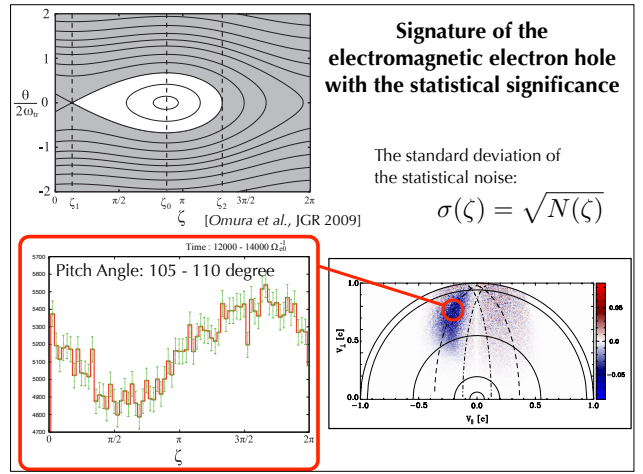 Signature of the
electromagnetic electron hole
with the statistical significance
2
1
0
-1
-2
θ
2ω_tr
0 π/2 π 3π/2 2π
ζ₁ ζ₀ ζ₂
ζ
[Omura et al., JGR 2009]
The standard deviation of
the statistical noise:
σ(ζ) = √N(ζ)
Time : 12000 - 14000 Ω_e0^-1
Pitch Angle: 105 - 110 degree
5700
5600
5500
5400
5300
5200
5100
5000
4900
4800
4700
0 π/2 π 3π/2 2π
ζ
V⊥ [c]
1.0
0.5
0.0
-1.0 -0.5 0.0 0.5 1.0
V∥ [c]
0.05
0.00
-0.05